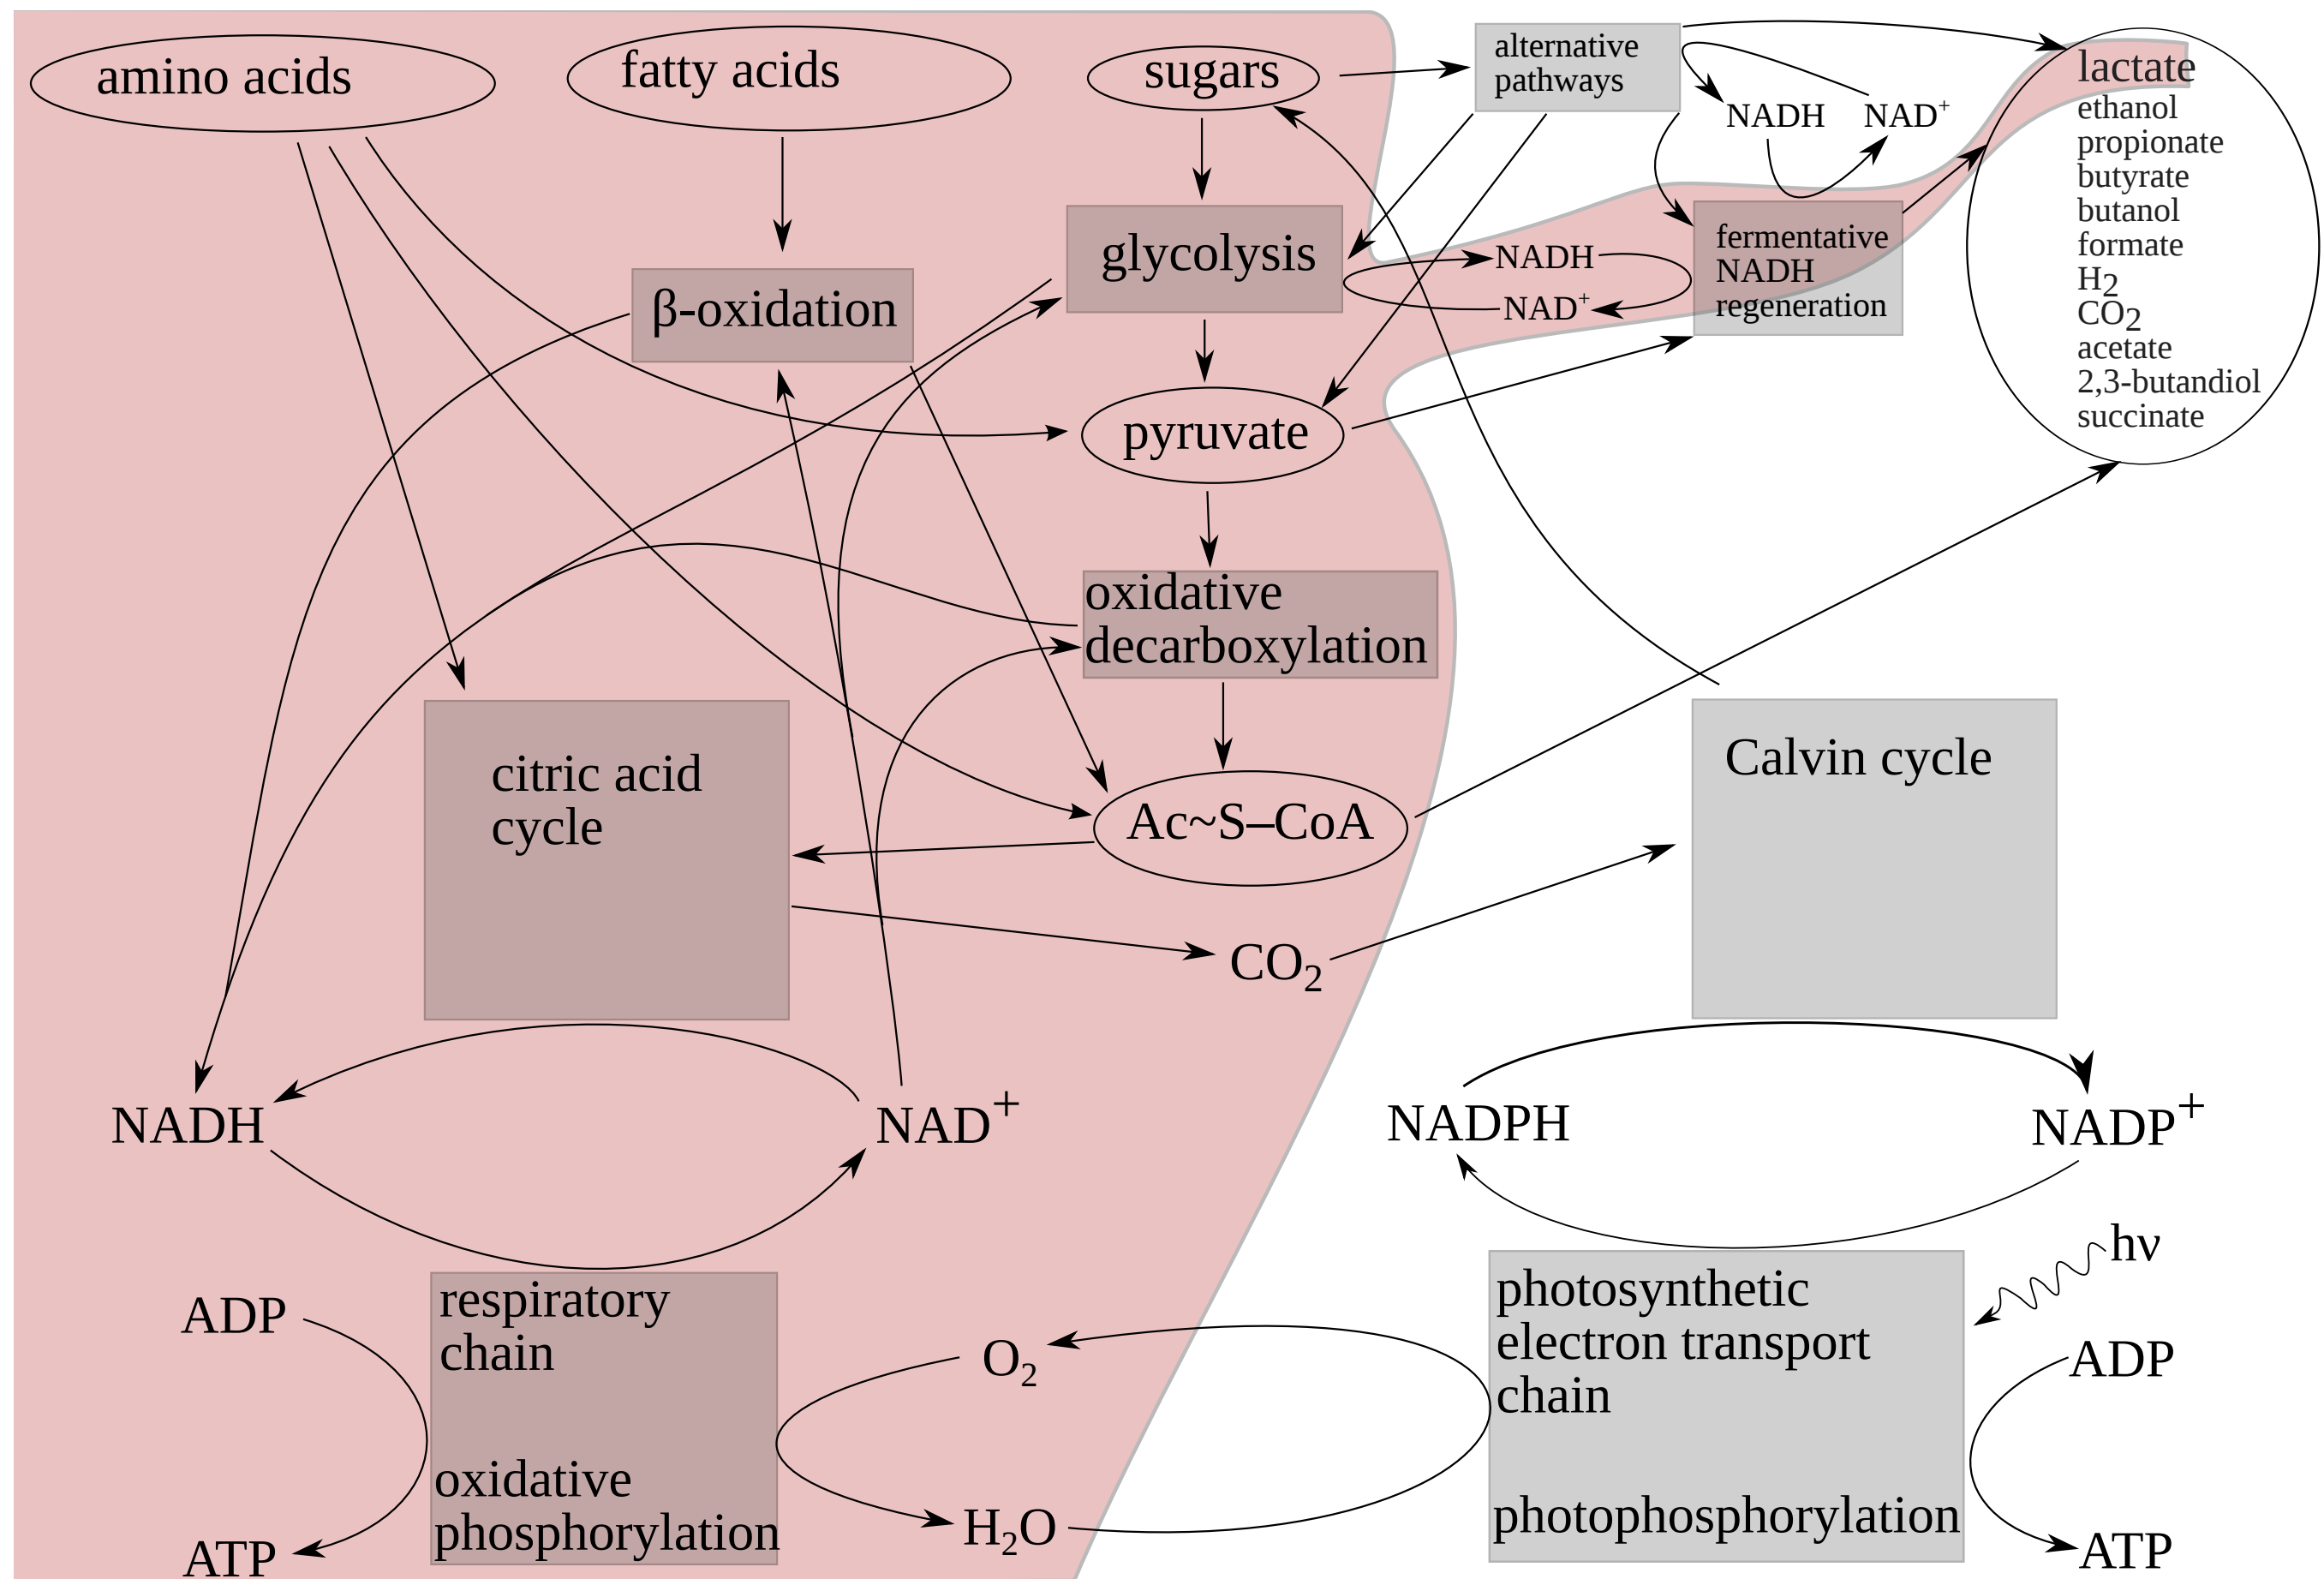 amino acids
fatty acids
sugars
alternative
pathways
NADH
NAD+
lactate
ethanol
propionate
butyrate
butanol
formate
H2
CO2
acetate
2,3-butandiol
succinate
β-oxidation
glycolysis
NADH
NAD+
fermentative
NADH
regeneration
pyruvate
oxidative
decarboxylation
citric acid
cycle
Ac~S–CoA
Calvin cycle
CO2
NADH
NAD+
NADPH
NADP+
hν
ADP
respiratory
chain
oxidative
phosphorylation
ATP
O2
H2O
photosynthetic
electron transport
chain
photophosphorylation
ADP
ATP